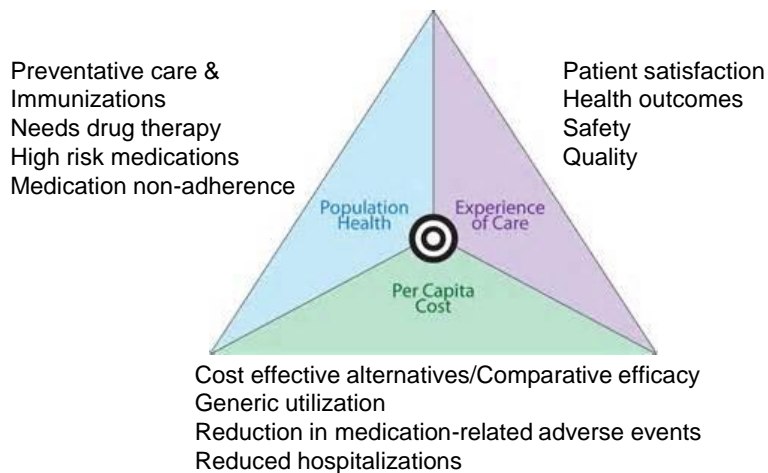 Preventative care &
Immunizations
Needs drug therapy
High risk medications
Medication non-adherence
Patient satisfaction
Health outcomes
Safety
Quality
Population
Health
Experience
of Care
Per Capita
Cost
Cost effective alternatives/Comparative efficacy
Generic utilization
Reduction in medication-related adverse events
Reduced hospitalizations